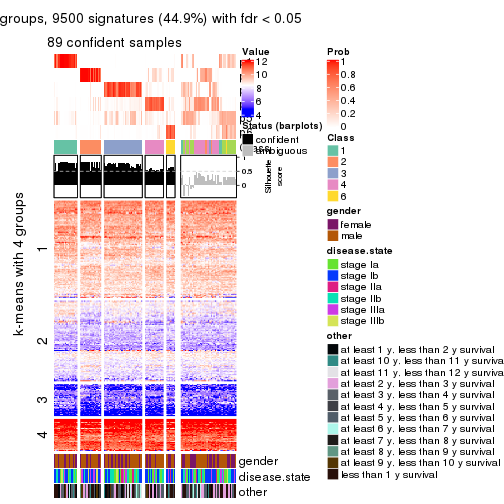 groups, 9500 signatures (44.9%) with fdr < 0.05
89 confident samples
k-means with 4 groups
1
2
3
4
1
0.5
0
Silhouette
score
gender
disease.state
other
Value
12
10
8
6
4
Status (barplots)
confident
ambiguous
Prob
1
0.8
0.6
0.4
0.2
0
Class
1
2
3
4
6
gender
female
male
disease.state
stage Ia
stage Ib
stage IIa
stage IIb
stage IIIa
stage IIIb
other
at least 1 y. less than 2 y survival
at least 10 y. less than 11 y surviva
at least 11 y. less than 12 y surviva
at least 2 y. less than 3 y survival
at least 3 y. less than 4 y survival
at least 4 y. less than 5 y survival
at least 5 y. less than 6 y survival
at least 6 y. less than 7 y survival
at least 7 y. less than 8 y survival
at least 8 y. less than 9 y survival
at least 9 y. less than 10 y survival
less than 1 y survival